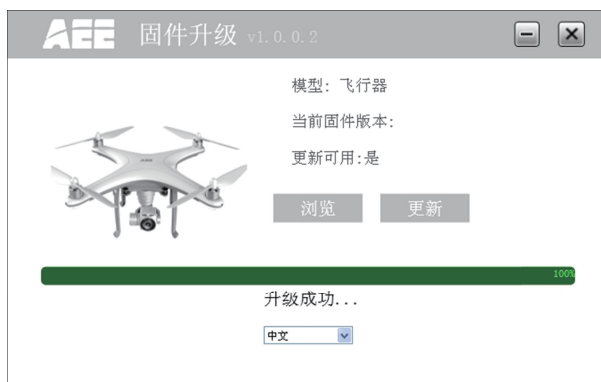 AEE 固件升级 v1.0.0.2
模型: 飞行器
当前固件版本:
更新可用:是
浏览 更新
100%
升级成功...
中文